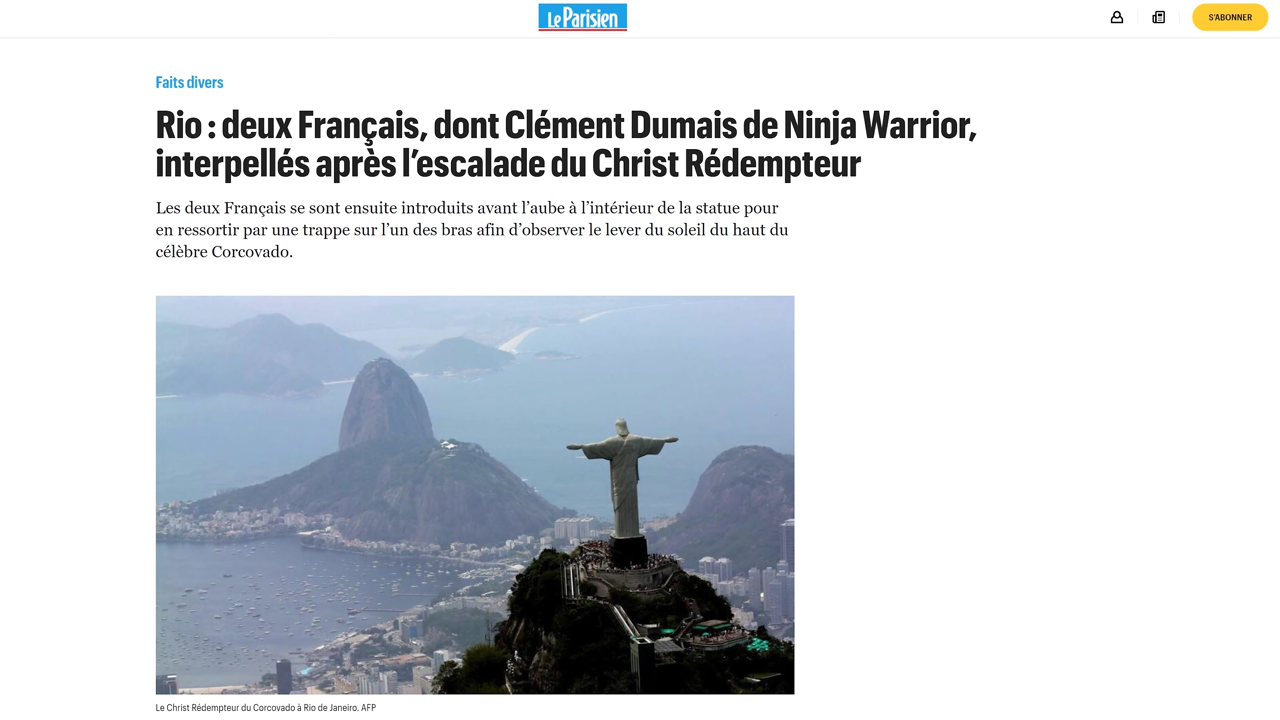 Le Parisien
S'ABONNER
Faits divers
Rio : deux Français, dont Clément Dumais de Ninja Warrior,
interpellés après l’escalade du Christ Rédempteur
Les deux Français se sont ensuite introduits avant l’aube à l’intérieur de la statue pour
en ressortir par une trappe sur l’un des bras afin d’observer le lever du soleil du haut du
célèbre Corcovado.
Le Christ Rédempteur du Corcovado à Rio de Janeiro. AFP